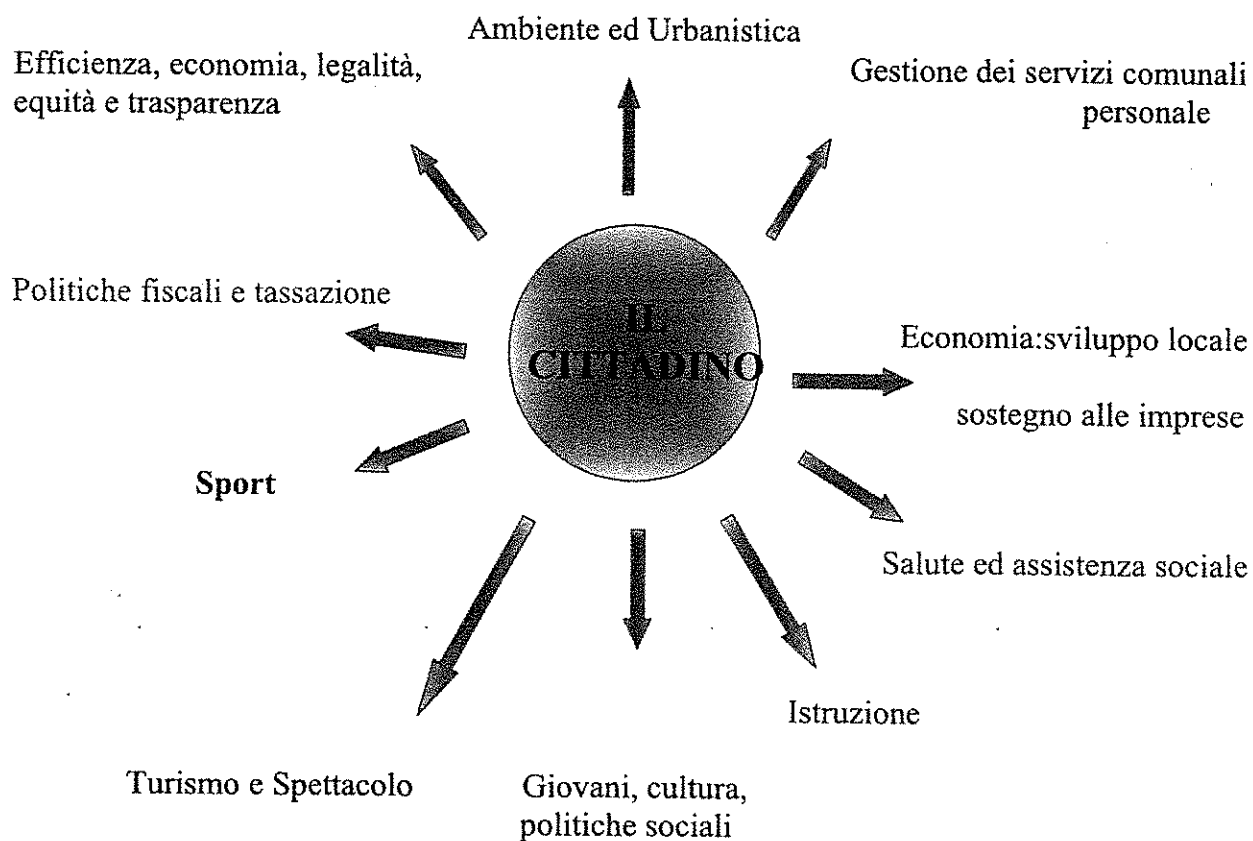 Ambiente ed Urbanistica
Efficienza, economia, legalità,
equità e trasparenza
Gestione dei servizi comunali
personale
Politiche fiscali e tassazione
IL
CITTADINO
Economia:sviluppo locale
sostegno alle imprese
Sport
Salute ed assistenza sociale
Istruzione
Turismo e Spettacolo
Giovani, cultura,
politiche sociali